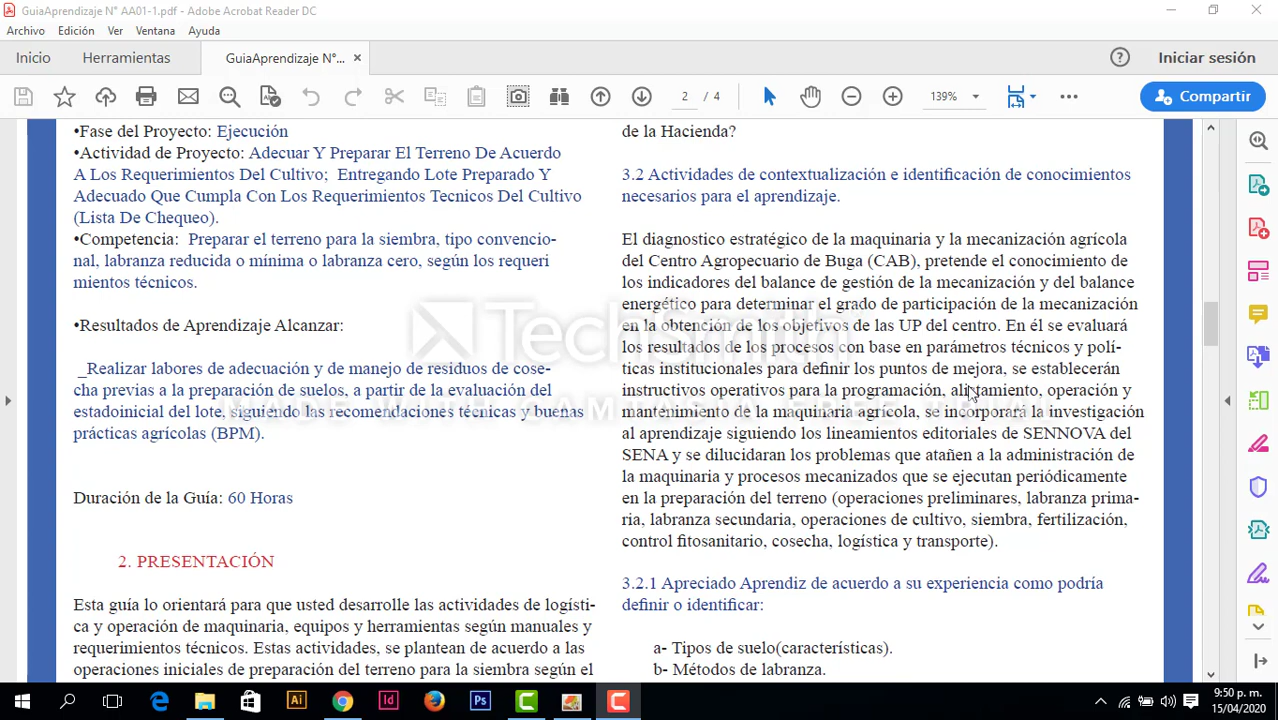 GuiaAprendizaje N° AA01-1.pdf - Adobe Acrobat Reader DC
Archivo Edición Ver Ventana Ayuda
Inicio Herramientas GuiaAprendizaje N°... × Iniciar sesión
2 / 4 139% Compartir
•Fase del Proyecto: Ejecución
•Actividad de Proyecto: Adecuar Y Preparar El Terreno De Acuerdo
A Los Requerimientos Del Cultivo; Entregando Lote Preparado Y
Adecuado Que Cumpla Con Los Requerimientos Tecnicos Del Cultivo
(Lista De Chequeo).
•Competencia: Preparar el terreno para la siembra, tipo convencio-
nal, labranza reducida o mínima o labranza cero, según los requeri
mientos técnicos.
•Resultados de Aprendizaje Alcanzar:
_Realizar labores de adecuación y de manejo de residuos de cose-
cha previas a la preparación de suelos, a partir de la evaluación del
estadoinicial del lote, siguiendo las recomendaciones técnicas y buenas
prácticas agrícolas (BPM).
Duración de la Guía: 60 Horas
2. PRESENTACIÓN
Esta guía lo orientará para que usted desarrolle las actividades de logísti-
ca y operación de maquinaria, equipos y herramientas según manuales y
requerimientos técnicos. Estas actividades, se plantean de acuerdo a las
operaciones iniciales de preparación del terreno para la siembra según el
de la Hacienda?
3.2 Actividades de contextualización e identificación de conocimientos
necesarios para el aprendizaje.
El diagnostico estratégico de la maquinaria y la mecanización agrícola
del Centro Agropecuario de Buga (CAB), pretende el conocimiento de
los indicadores del balance de gestión de la mecanización y del balance
energético para determinar el grado de participación de la mecanización
en la obtención de los objetivos de las UP del centro. En él se evaluará
los resultados de los procesos con base en parámetros técnicos y polí-
ticas institucionales para definir los puntos de mejora, se establecerán
instructivos operativos para la programación, alistamiento, operación y
mantenimiento de la maquinaria agrícola, se incorporará la investigación
al aprendizaje siguiendo los lineamientos editoriales de SENNOVA del
SENA y se dilucidaran los problemas que atañen a la administración de
la maquinaria y procesos mecanizados que se ejecutan periódicamente
en la preparación del terreno (operaciones preliminares, labranza prima-
ria, labranza secundaria, operaciones de cultivo, siembra, fertilización,
control fitosanitario, cosecha, logística y transporte).
3.2.1 Apreciado Aprendiz de acuerdo a su experiencia como podría
definir o identificar:
a- Tipos de suelo(características).
b- Métodos de labranza.
TechSmith
MADE WITH CAMTASIA FREE TRIAL
9:50 p. m.
15/04/2020